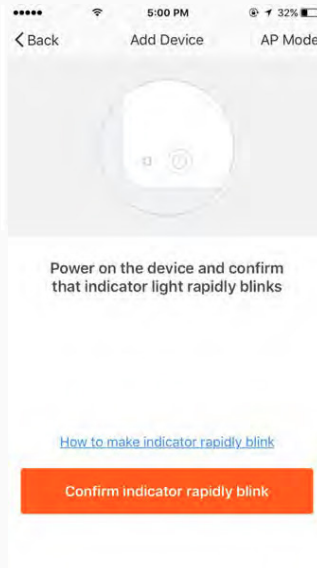 5:00 PM 32%
Back Add Device AP Mode
Power on the device and confirm
that indicator light rapidly blinks
How to make indicator rapidly blink
Confirm indicator rapidly blink